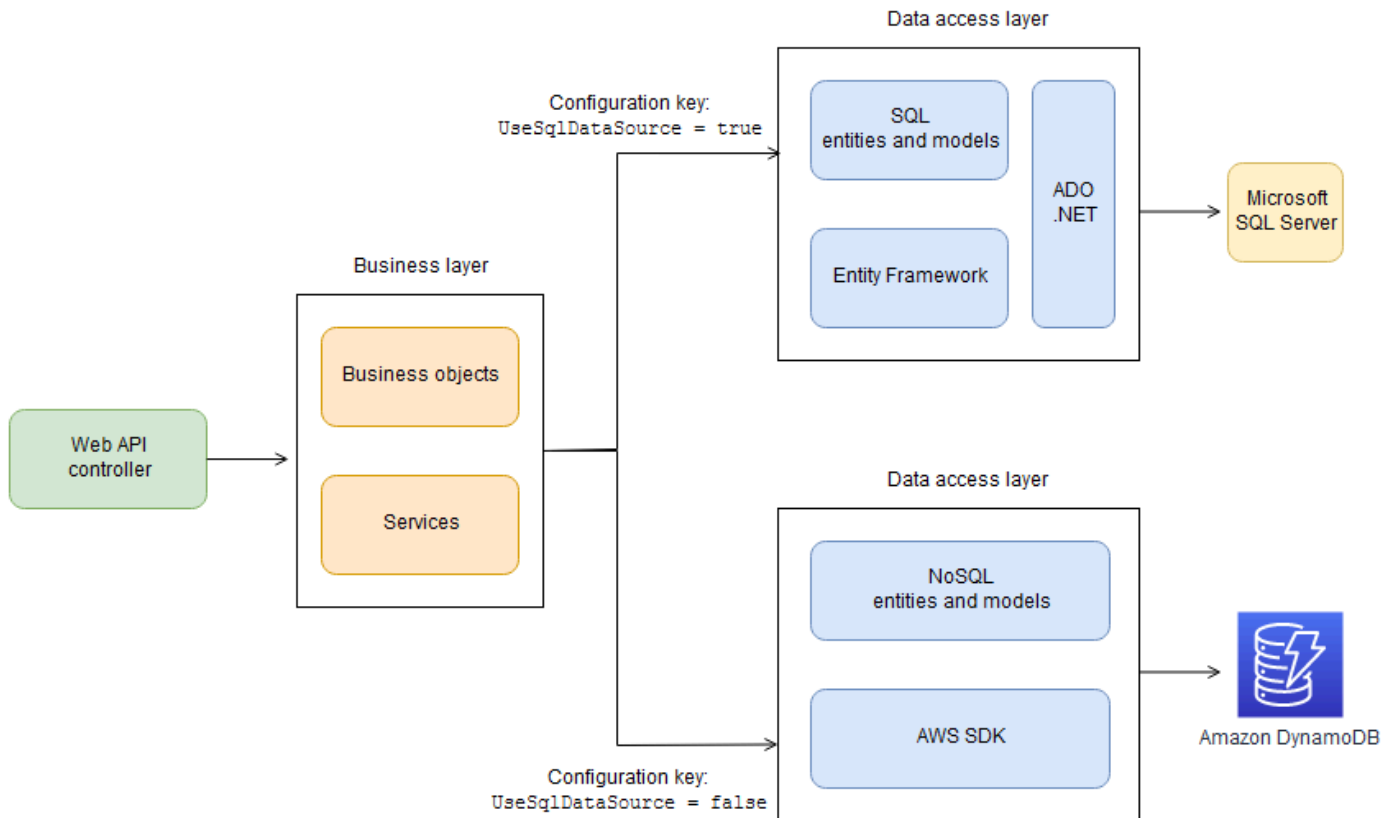 Data access layer
Configuration key:
UseSqlDataSource = true
SQL
entities and models
ADO
.NET
Entity Framework
Microsoft
SQL Server
Business layer
Business objects
Services
Web API
controller
Data access layer
NoSQL
entities and models
AWS SDK
Amazon DynamoDB
Configuration key:
UseSqlDataSource = false